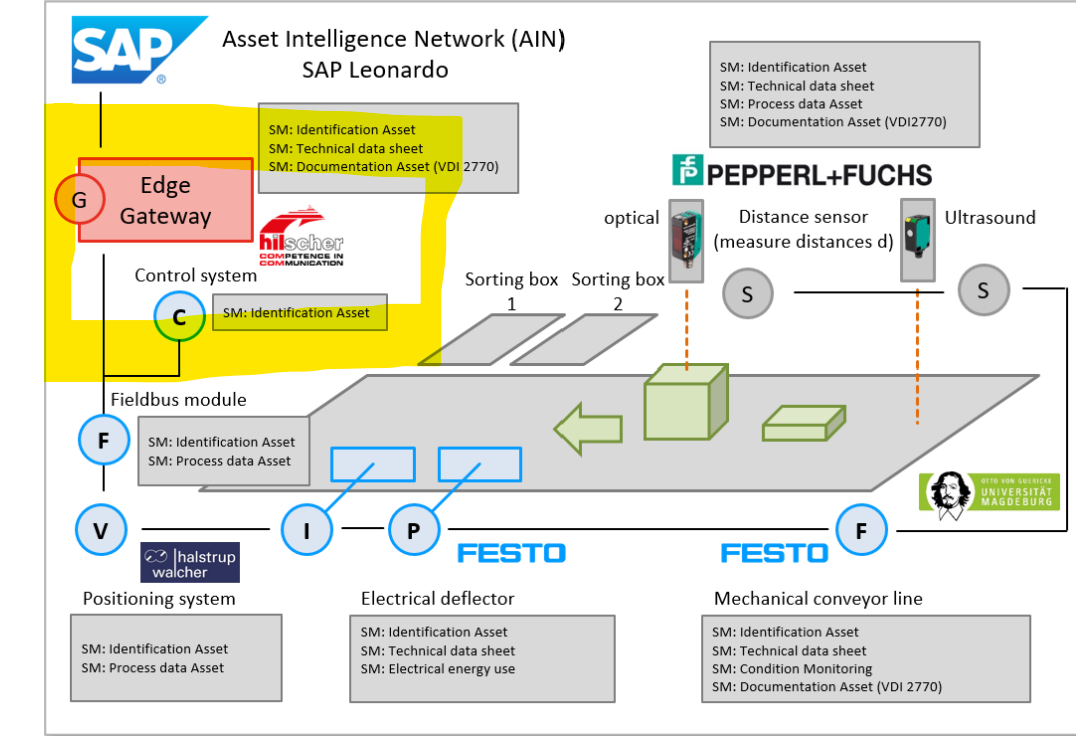 SAP
®
Asset Intelligence Network (AIN)
SAP Leonardo
SM: Identification Asset
SM: Technical data sheet
SM: Process data Asset
SM: Documentation Asset (VDI2770)
SM: Identification Asset
SM: Technical data sheet
SM: Documentation Asset (VDI 2770)
G
Edge
Gateway
hilscher
COMPETENCE IN
COMMUNICATION
PEPPERL+FUCHS
optical
Distance sensor
(measure distances d)
Ultrasound
S
S
Control system
C
SM: Identification Asset
Sorting box
1
Sorting box
2
Fieldbus module
F
SM: Identification Asset
SM: Process data Asset
OTTO VON GUERICKE
UNIVERSITÄT
MAGDEBURG
V
I
P
F
halstrup
walcher
FESTO
FESTO
Positioning system
SM: Identification Asset
SM: Process data Asset
Electrical deflector
SM: Identification Asset
SM: Technical data sheet
SM: Electrical energy use
Mechanical conveyor line
SM: Identification Asset
SM: Technical data sheet
SM: Condition Monitoring
SM: Documentation Asset (VDI 2770)